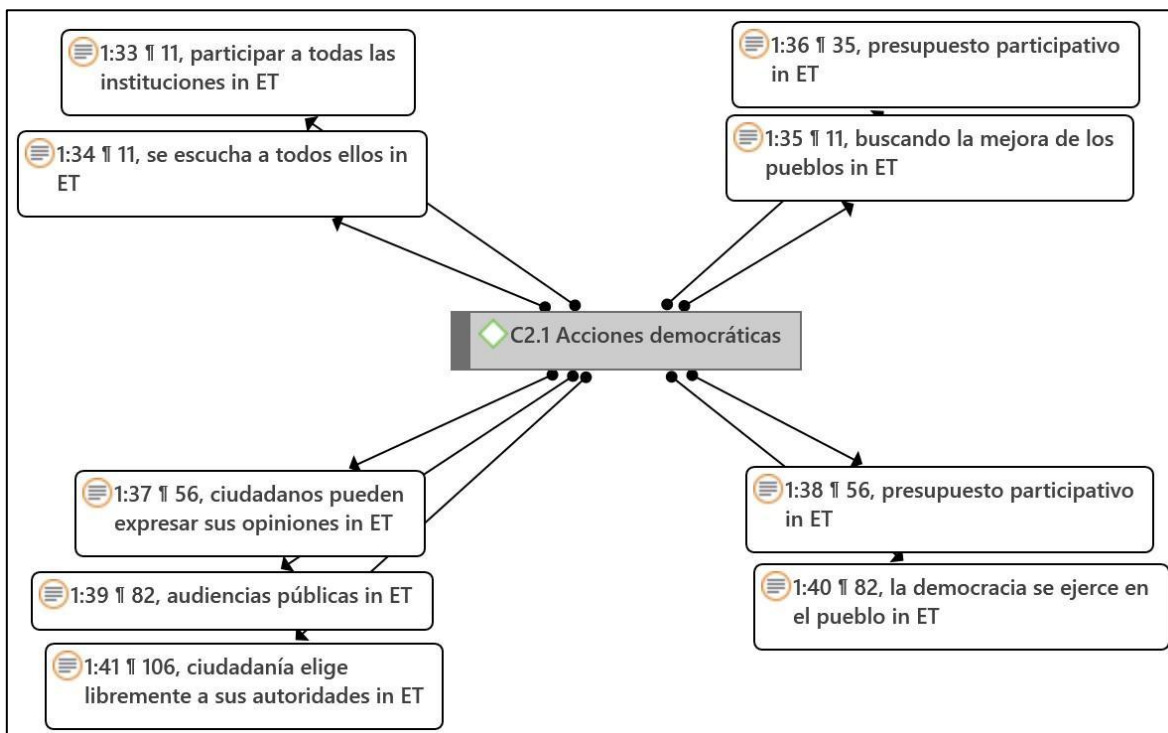 1:33 ¶ 11, participar a todas las
instituciones in ET
1:34 ¶ 11, se escucha a todos ellos in
ET
1:36 ¶ 35, presupuesto participativo
in ET
1:35 ¶ 11, buscando la mejora de los
pueblos in ET
C2.1 Acciones democráticas
1:37 ¶ 56, ciudadanos pueden
expresar sus opiniones in ET
1:39 ¶ 82, audiencias públicas in ET
1:41 ¶ 106, ciudadanía elige
libremente a sus autoridades in ET
1:38 ¶ 56, presupuesto participativo
in ET
1:40 ¶ 82, la democracia se ejerce en
el pueblo in ET